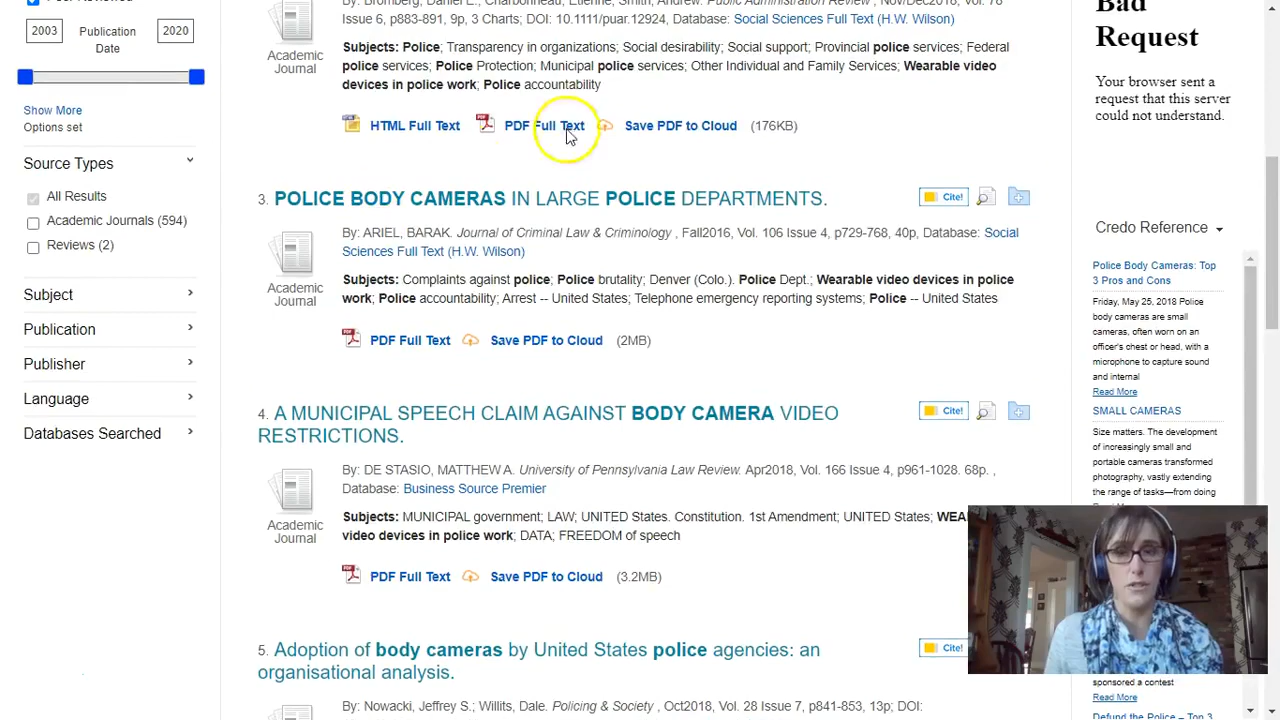 Peer Reviewed
2003
Publication
Date
2020
Show More
Options set
Source Types
All Results
Academic Journals (594)
Reviews (2)
Subject
Publication
Publisher
Language
Databases Searched
By: Bromberg, Daniel E.; Charbonneau, Étienne; Smith, Andrew. Public Administration Review , Nov/Dec2018, Vol. 78
Issue 6, p883-891, 9p, 3 Charts; DOI: 10.1111/puar.12924, Database: Social Sciences Full Text (H.W. Wilson)
Academic
Journal
Subjects: Police; Transparency in organizations; Social desirability; Social support; Provincial police services; Federal
police services; Police Protection; Municipal police services; Other Individual and Family Services; Wearable video
devices in police work; Police accountability
HTML Full Text PDF Full Text Save PDF to Cloud (176KB)
3. POLICE BODY CAMERAS IN LARGE POLICE DEPARTMENTS.
Cite!
By: ARIEL, BARAK. Journal of Criminal Law & Criminology , Fall2016, Vol. 106 Issue 4, p729-768, 40p, Database: Social
Sciences Full Text (H.W. Wilson)
Academic
Journal
Subjects: Complaints against police; Police brutality; Denver (Colo.). Police Dept.; Wearable video devices in police
work; Police accountability; Arrest -- United States; Telephone emergency reporting systems; Police -- United States
PDF Full Text Save PDF to Cloud (2MB)
4. A MUNICIPAL SPEECH CLAIM AGAINST BODY CAMERA VIDEO
RESTRICTIONS.
Cite!
By: DE STASIO, MATTHEW A. University of Pennsylvania Law Review. Apr2018, Vol. 166 Issue 4, p961-1028. 68p. ,
Database: Business Source Premier
Academic
Journal
Subjects: MUNICIPAL government; LAW; UNITED States. Constitution. 1st Amendment; UNITED States; WEA
video devices in police work; DATA; FREEDOM of speech
PDF Full Text Save PDF to Cloud (3.2MB)
5. Adoption of body cameras by United States police agencies: an
organisational analysis.
Cite!
By: Nowacki, Jeffrey S.; Willits, Dale. Policing & Society , Oct2018, Vol. 28 Issue 7, p841-853, 13p; DOI:
Bad
Request
Your browser sent a
request that this server
could not understand.
Credo Reference
Police Body Cameras: Top
3 Pros and Cons
Friday, May 25, 2018 Police
body cameras are small
cameras, often worn on an
officer's chest or head, with a
microphone to capture sound
and internal
Read More
SMALL CAMERAS
Size matters. The development
of increasingly small and
portable cameras transformed
photography, vastly extending
the range of tasks—from doing
sponsored a contest
Read More
Defund the Police – Top 3